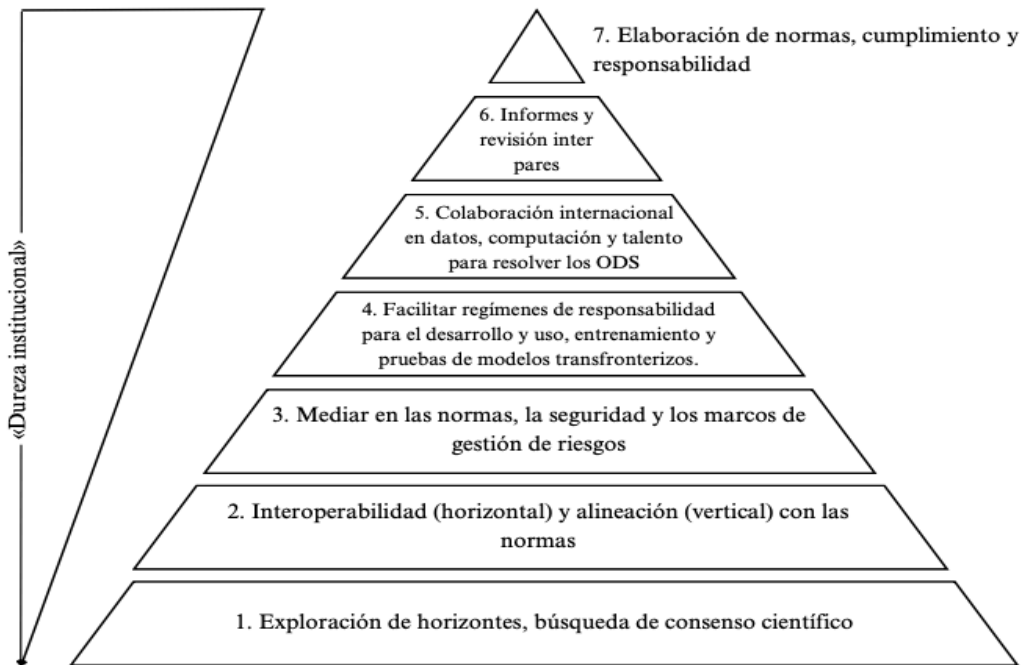 7. Elaboración de normas, cumplimiento y
responsabilidad
6. Informes y
revisión inter
pares
5. Colaboración internacional
en datos, computación y talento
para resolver los ODS
4. Facilitar regímenes de responsabilidad
para el desarrollo y uso, entrenamiento y
pruebas de modelos transfronterizos.
3. Mediar en las normas, la seguridad y los marcos de
gestión de riesgos
2. Interoperabilidad (horizontal) y alineación (vertical) con las
normas
1. Exploración de horizontes, búsqueda de consenso científico
«Dureza institucional»